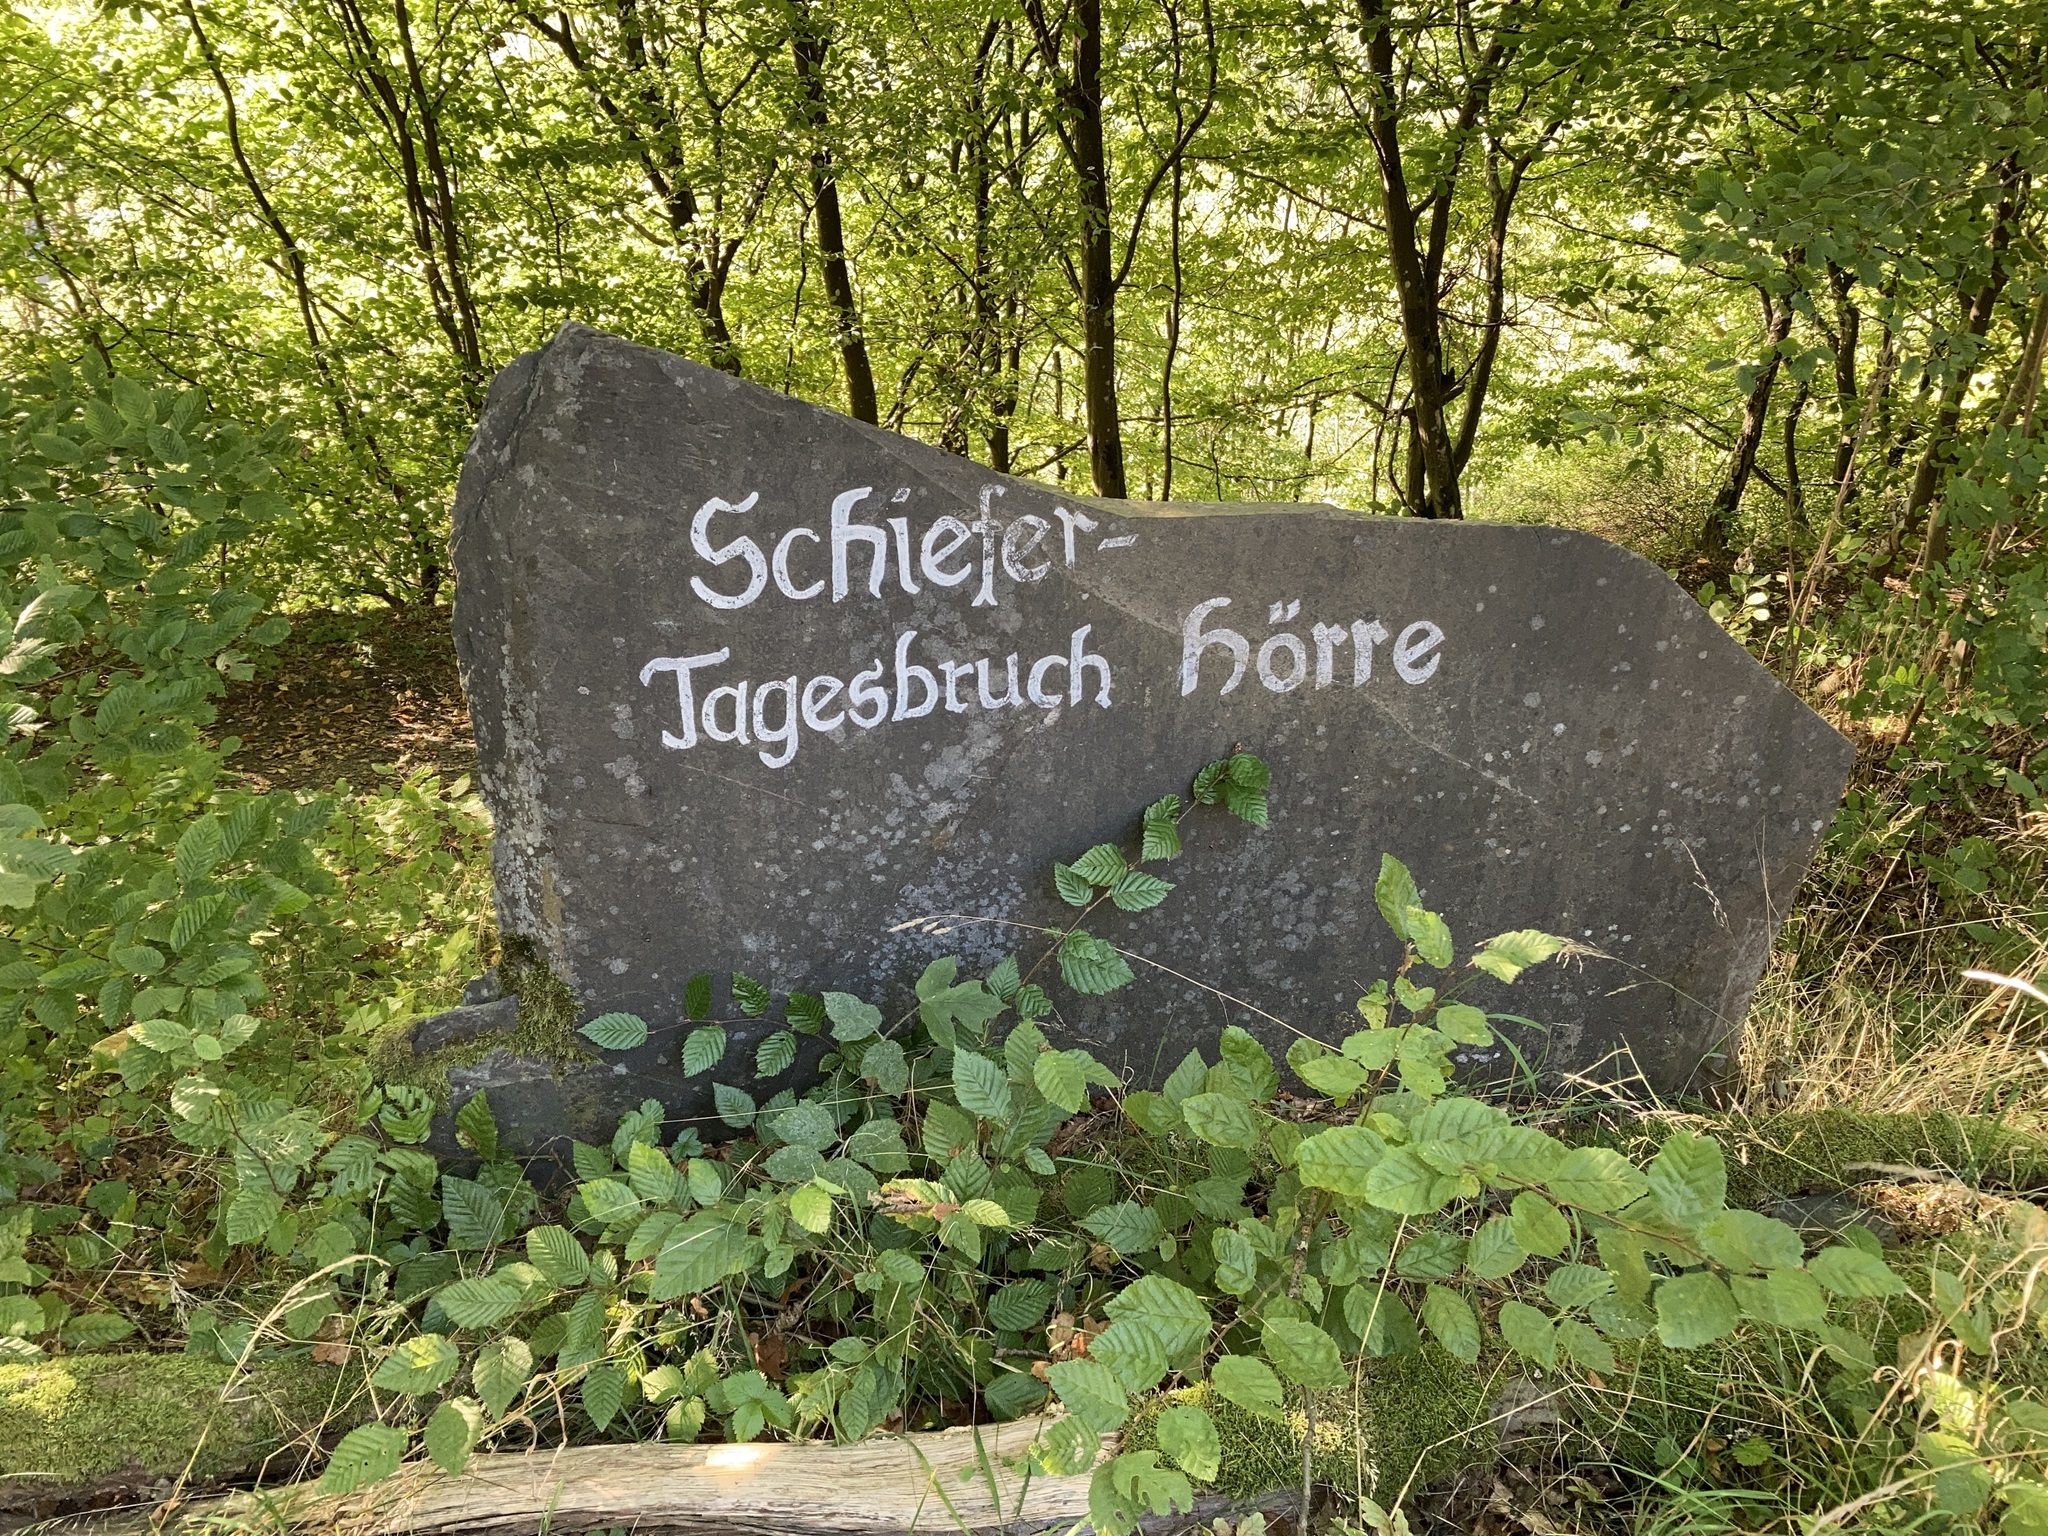 Schiefer-
Tagesbruch Hörre